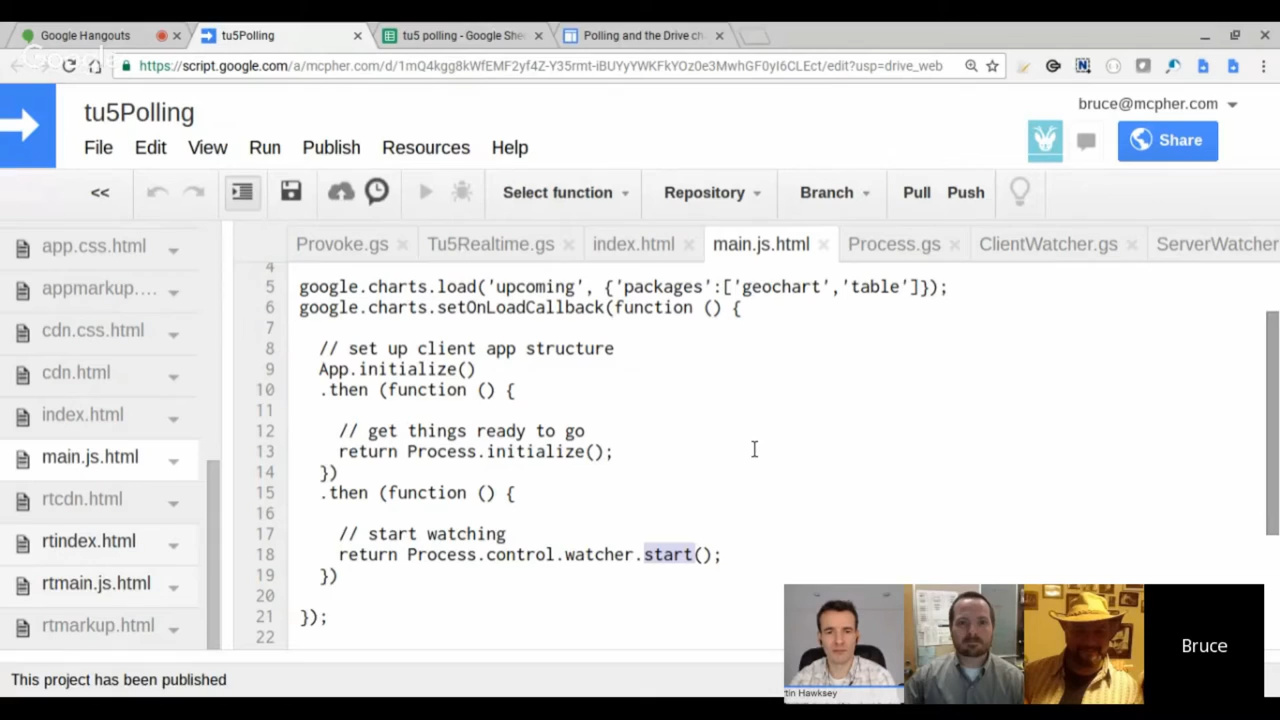 Google Hangouts
tu5Polling
tu5 polling - Google She
Polling and the Drive ch
https://script.google.com/a/mcpher.com/d/1mQ4kgg8kWfEMF2yf4Z-Y35rmt-iBUYyYWKFkYOz0e3MwhGF0yI6CLEct/edit?usp=drive_web
tu5Polling
bruce@mcpher.com
File Edit View Run Publish Resources Help
Share
<< Select function Repository Branch Pull Push
Provoke.gs Tu5Realtime.gs index.html main.js.html Process.gs ClientWatcher.gs ServerWatcher
app.css.html
appmarkup....
cdn.css.html
cdn.html
index.html
main.js.html
rtcdn.html
rtindex.html
rtmain.js.html
rtmarkup.html
4
5 google.charts.load('upcoming', {'packages':['geochart','table']});
6 google.charts.setOnLoadCallback(function () {
7
8 // set up client app structure
9 App.initialize()
10 .then (function () {
11
12 // get things ready to go
13 return Process.initialize();
14 })
15 .then (function () {
16
17 // start watching
18 return Process.control.watcher.start();
19 })
20
21 });
22
tin Hawksey
Bruce
This project has been published